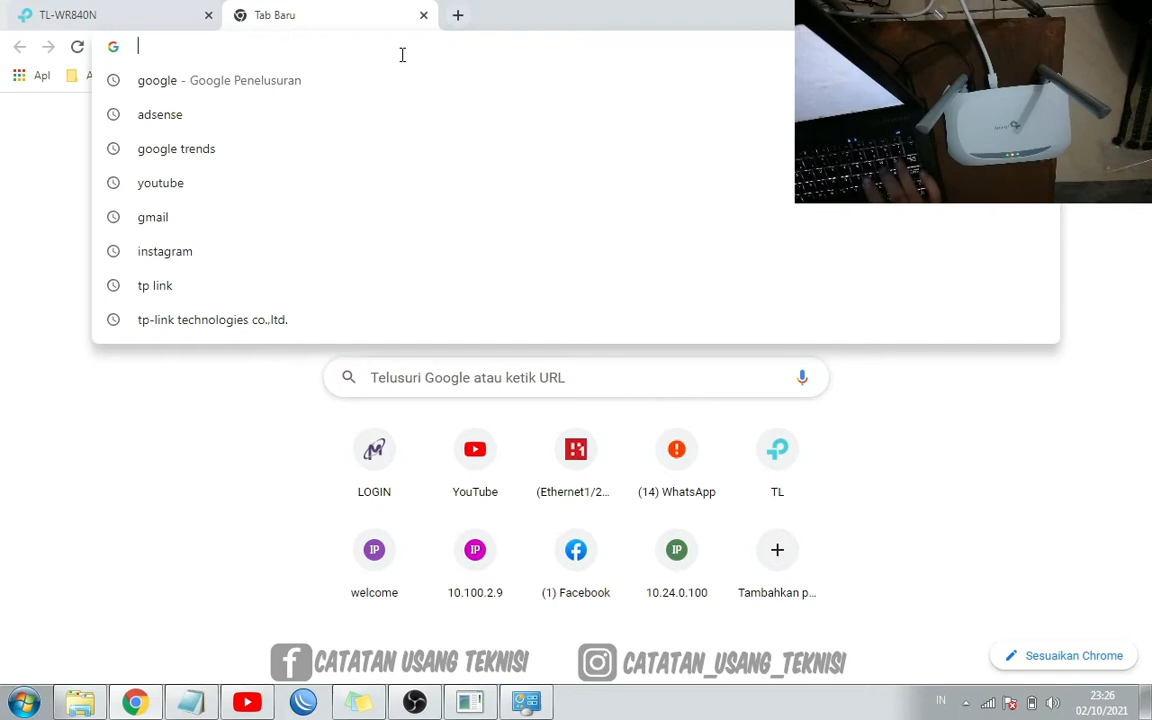 TL-WR840N
Tab Baru
Apl
google - Google Penelusuran
adsense
google trends
youtube
gmail
instagram
tp link
tp-link technologies co.,ltd.
Telusuri Google atau ketik URL
LOGIN
YouTube
(Ethernet1/2...
(14) WhatsApp
TL
IP
IP
IP
welcome
10.100.2.9
(1) Facebook
10.24.0.100
Tambahkan p...
CATATAN USANG TEKNISI
CATATAN_USANG_TEKNISI
Sesuaikan Chrome
IN
23:26
02/10/2021